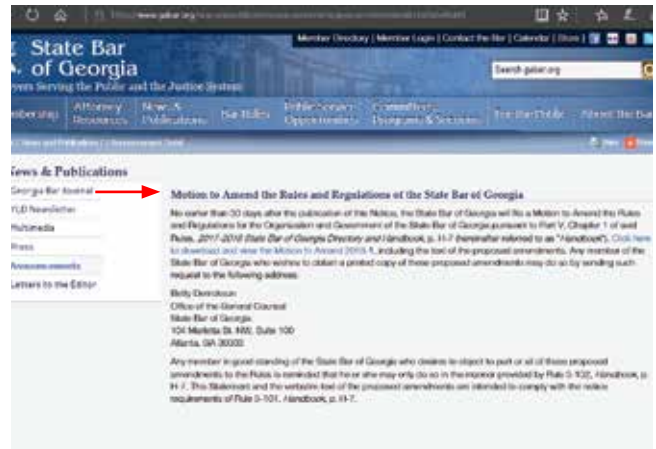 www.gabar.org
Member Directory | Member Login | Contact the Bar | Calendar | Store |
State Bar
of Georgia
Serving the Public and the Justice System
Search gabar.org
Attorney Resources
News & Publications
Bar Rules
Public Service Opportunities
Committees, Programs & Sections
For the Public
About the Bar
News & Publications
Georgia Bar Journal
YLD Newsletter
Multimedia
Press
Announcements
Letters to the Editor
Motion to Amend the Rules and Regulations of the State Bar of Georgia
No earlier than 30 days after the publication of this Notice, the State Bar of Georgia will file a Motion to Amend the Rules
and Regulations for the Organization and Government of the State Bar of Georgia pursuant to Part V, Chapter 1 of said
Rules, 2017-2018 State Bar of Georgia Directory and Handbook, p. H-7 (hereinafter referred to as "Handbook"). Click here
to download and view the Motion to Amend 2018-1, including the text of the proposed amendments. Any member of the
State Bar of Georgia who wishes to obtain a printed copy of these proposed amendments may do so by sending such
request to the following address:
Betty Derrickson
Office of the General Counsel
State Bar of Georgia
104 Marietta St. NW, Suite 100
Atlanta, GA 30303
Any member in good standing of the State Bar of Georgia who desires to object to part or all of these proposed
amendments to the Rules is reminded that he or she may only do so in the manner provided by Rule 5-102, Handbook, p.
H-7. This Statement and the verbatim text of the proposed amendments are intended to comply with the notice
requirements of Rule 5-101, Handbook, p. H-7.